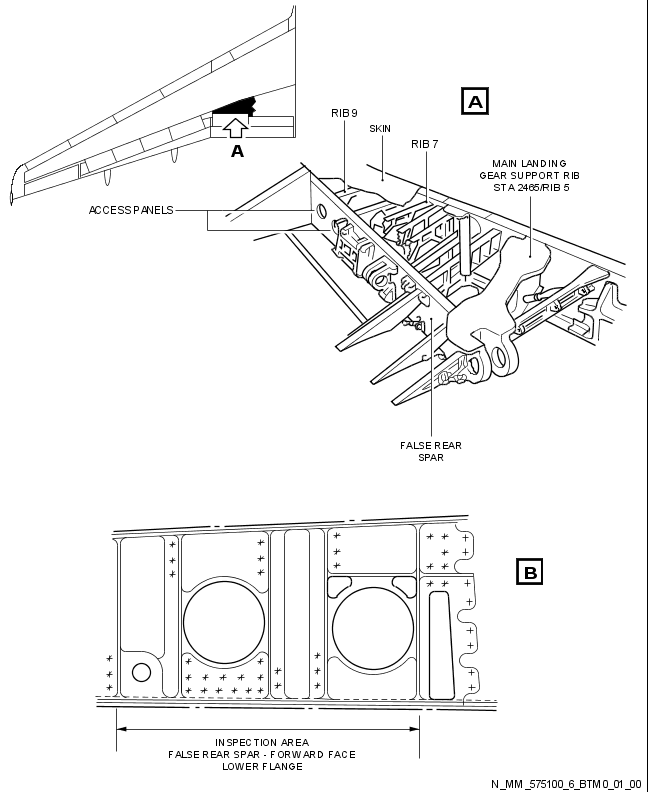 A
RIB 9
SKIN
RIB 7
A
MAIN LANDING
GEAR SUPPORT RIB
STA 2465/RIB 5
ACCESS PANELS
FALSE REAR
SPAR
B
INSPECTION AREA
FALSE REAR SPAR - FORWARD FACE
LOWER FLANGE
N_MM_575100_6_BTM0_01_00